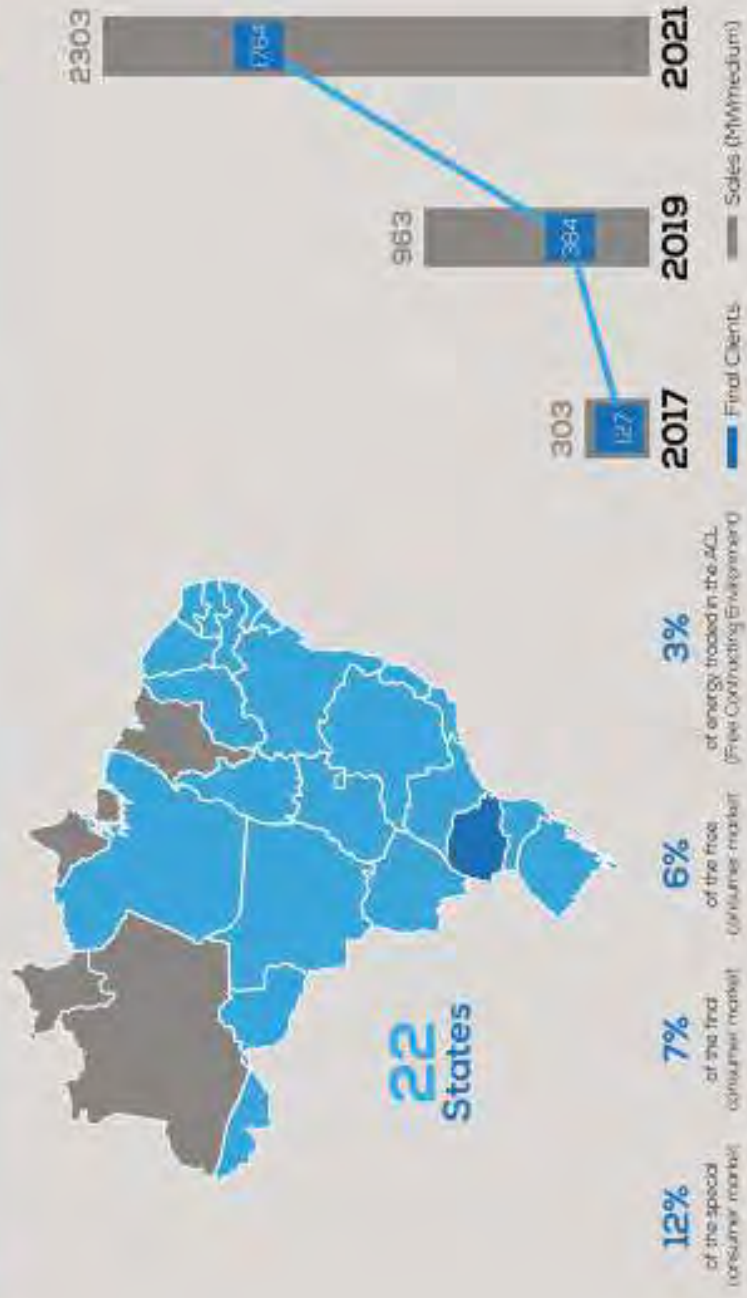 22
States
12%
of the special
consumer market
7%
of the final
consumer market
6%
of the free
consumer market
3%
of energy traded in the ACL
(Free Contracting Environment)
303
127
2017
963
384
2019
2303
1764
2021
Final Clients
Sales (MWmedium)